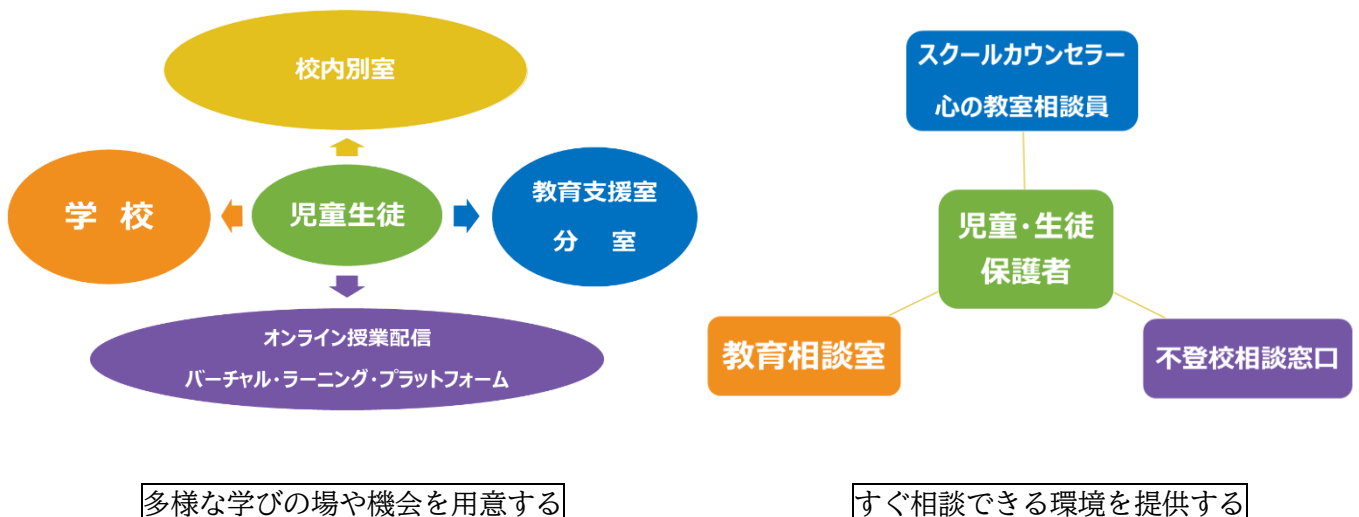 校内別室
学 校
児童生徒
教育支援室
分 室
オンライン授業配信
バーチャル・ラーニング・プラットフォーム
多様な学びの場や機会を用意する
スクールカウンセラー
心の教室相談員
児童・生徒
保護者
教育相談室
不登校相談窓口
すぐ相談できる環境を提供する